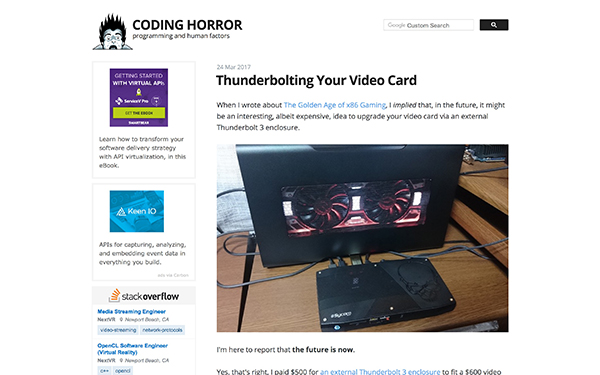 CODING HORROR
programming and human factors
Google Custom Search
GETTING STARTED
WITH VIRTUAL APIs
ServiceV Pro
GET THE EBOOK
SMARTBEAR
Learn how to transform your
software delivery strategy
with API virtualization, in this
eBook.
Keen IO
APIs for capturing, analyzing,
and embedding event data in
everything you build.
ads via Carbon
stackoverflow
Media Streaming Engineer
NextVR Newport Beach, CA
video-streaming network-protocols
OpenCL Software Engineer
(Virtual Reality)
NextVR Newport Beach, CA
c++ opencl
24 Mar 2017
Thunderbolting Your Video Card
When I wrote about The Golden Age of x86 Gaming, I implied that, in the future, it might
be an interesting, albeit expensive, idea to upgrade your video card via an external
Thunderbolt 3 enclosure.
I'm here to report that the future is now.
Yes, that's right, I paid $500 for an external Thunderbolt 3 enclosure to fit a $600 video